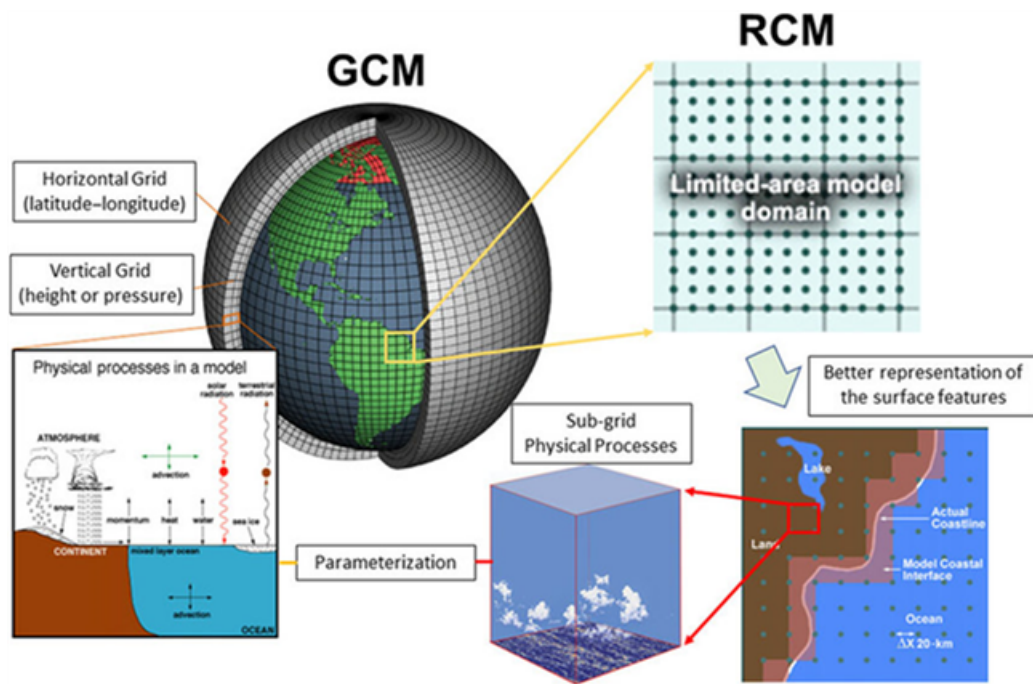 GCM
RCM
Horizontal Grid
(latitude–longitude)
Vertical Grid
(height or pressure)
Limited-area model
domain
Better representation of
the surface features
Physical processes in a model
solar
radiation
terrestrial
radiation
ATMOSPHERE
advection
snow
momentum
heat
water
sea ice
CONTINENT
mixed layer ocean
advection
OCEAN
Parameterization
Sub-grid
Physical Processes
Lake
Land
Actual
Coastline
Model Coastal
Interface
Ocean
ΔX 20-km